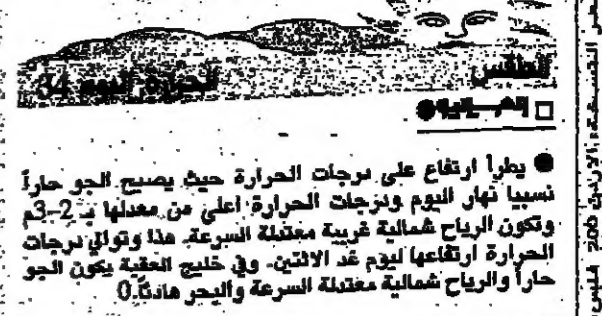 الطقس
الحرارة اليوم 34
● يطرأ ارتفاع على درجات الحرارة حيث يصبح الجو حاراً
نسبيا نهار اليوم ودرجات الحرارة أعلى من معدلها بـ 2-3م
وتكون الرياح شمالية غربية معتدلة السرعة. هذا وتوالي درجات
الحرارة ارتفاعها ليوم غد الاثنين. وفي خليج العقبة يكون الجو
حاراً والرياح شمالية معتدلة السرعة والبحر هادئاً.0